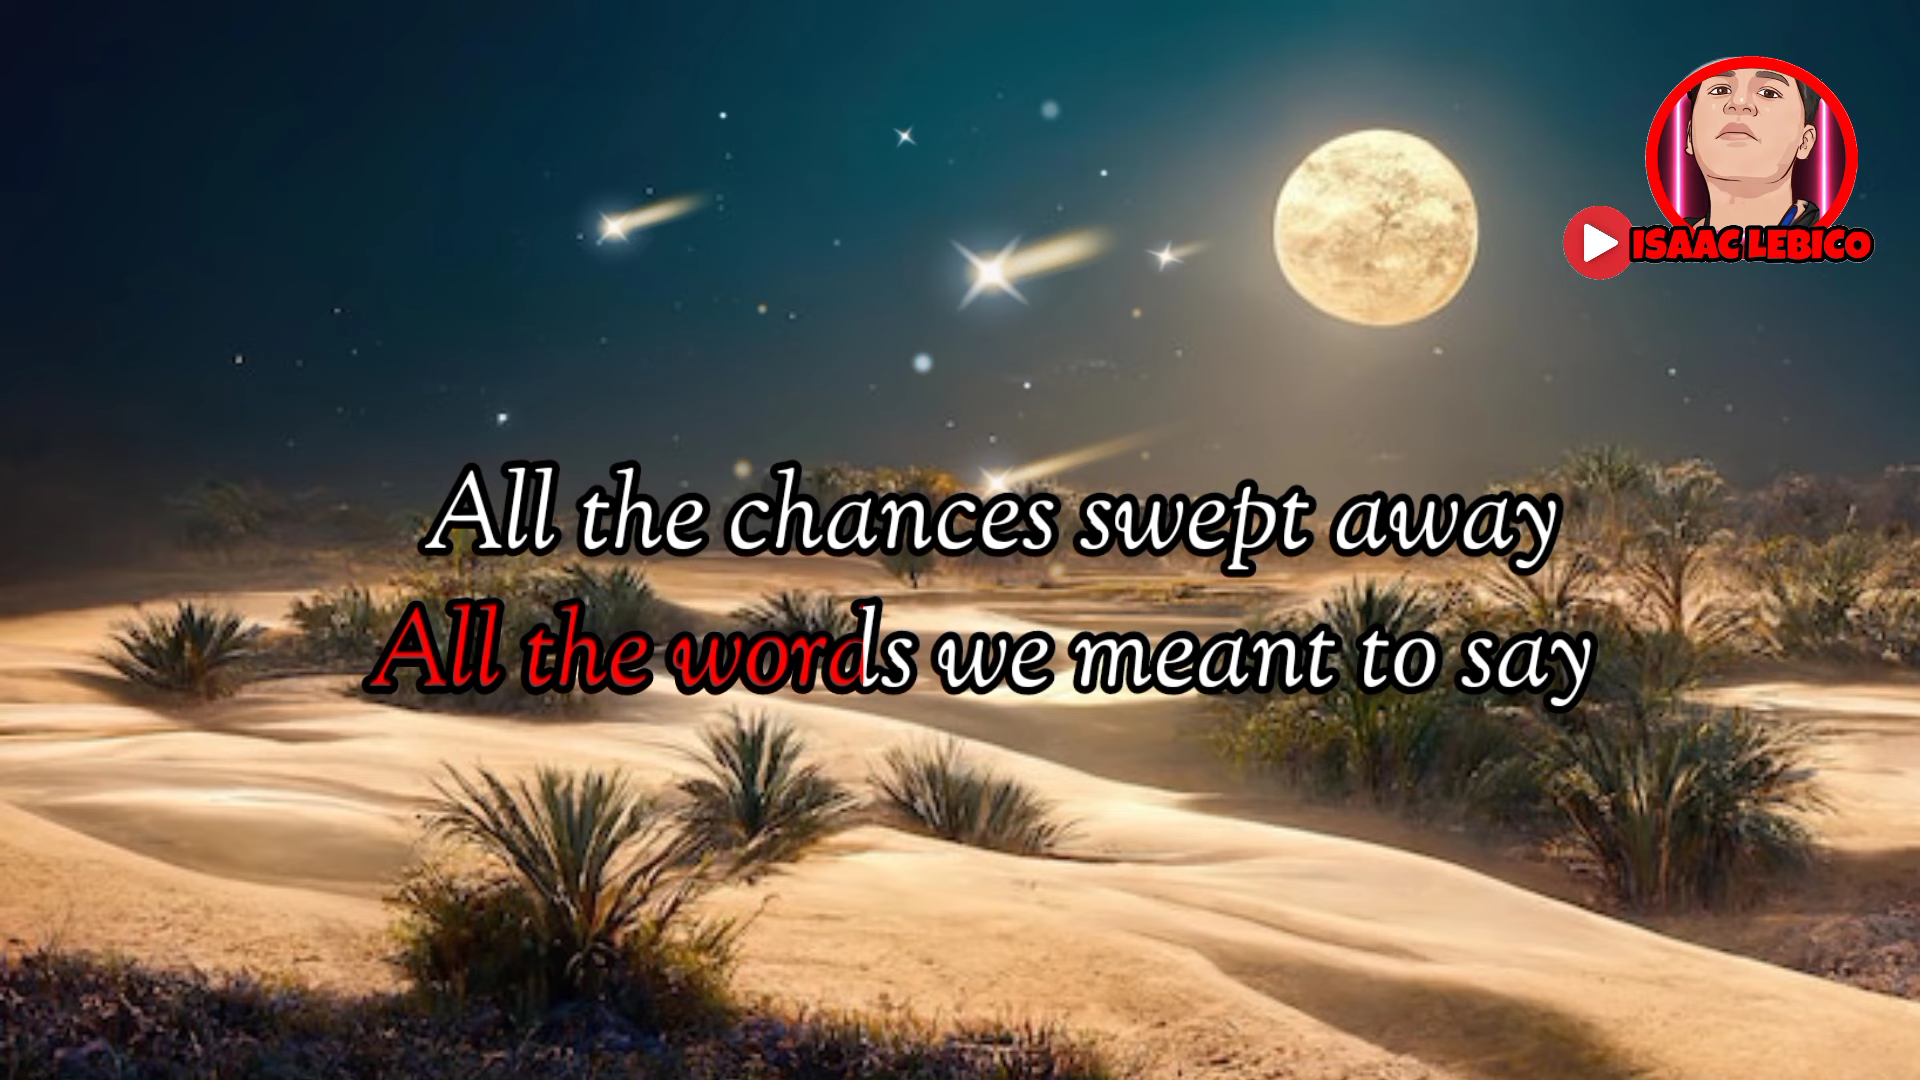 ISAAC LEBICO
All the chances swept away
All the words we meant to say